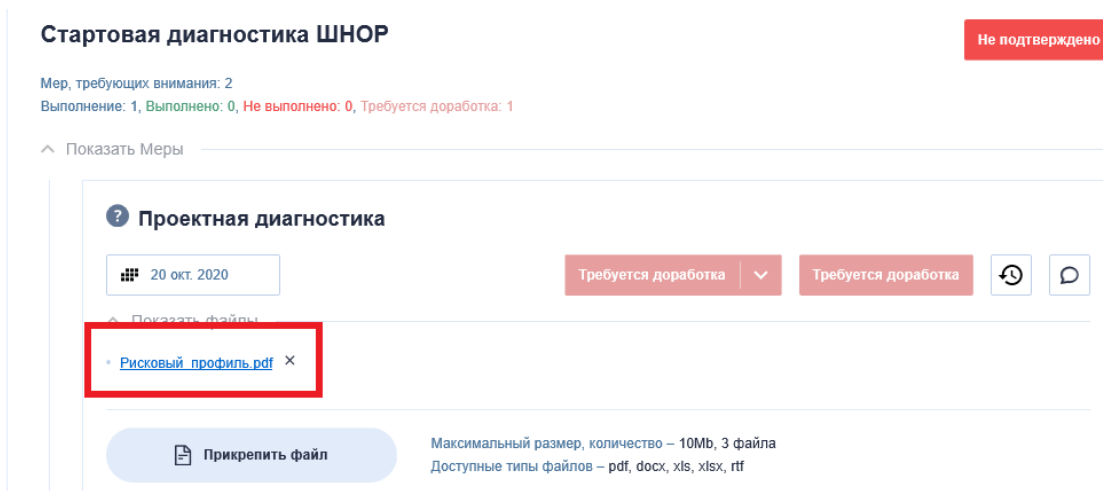 Стартовая диагностика ШНОР
Не подтверждено
Мер, требующих внимания: 2
Выполнение: 1, Выполнено: 0, Не выполнено: 0, Требуется доработка: 1
Показать Меры
? Проектная диагностика
20 окт. 2020
Требуется доработка
Требуется доработка
Показать файлы
Рисковый_профиль.pdf ×
Прикрепить файл
Максимальный размер, количество – 10Mb, 3 файла
Доступные типы файлов – pdf, docx, xls, xlsx, rtf